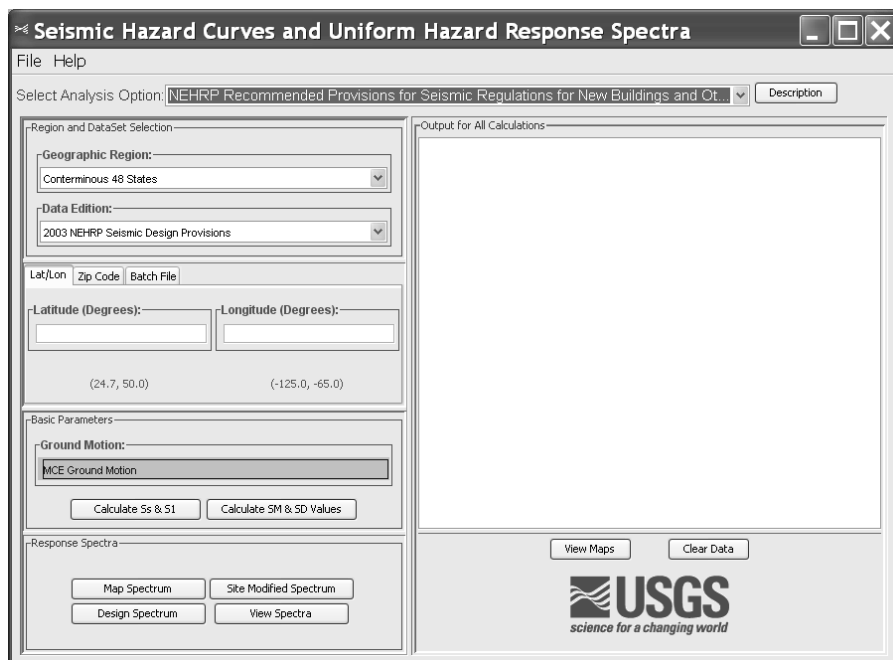 Seismic Hazard Curves and Uniform Hazard Response Spectra
File Help
Select Analysis Option: NEHRP Recommended Provisions for Seismic Regulations for New Buildings and Ot... Description
Region and DataSet Selection
Geographic Region:
Conterminous 48 States
Data Edition:
2003 NEHRP Seismic Design Provisions
Lat/Lon Zip Code Batch File
Latitude (Degrees): Longitude (Degrees):
(24.7, 50.0) (-125.0, -65.0)
Basic Parameters
Ground Motion:
MCE Ground Motion
Calculate Ss & S1 Calculate SM & SD Values
Response Spectra
Map Spectrum Site Modified Spectrum
Design Spectrum View Spectra
Output for All Calculations
View Maps Clear Data
USGS
science for a changing world